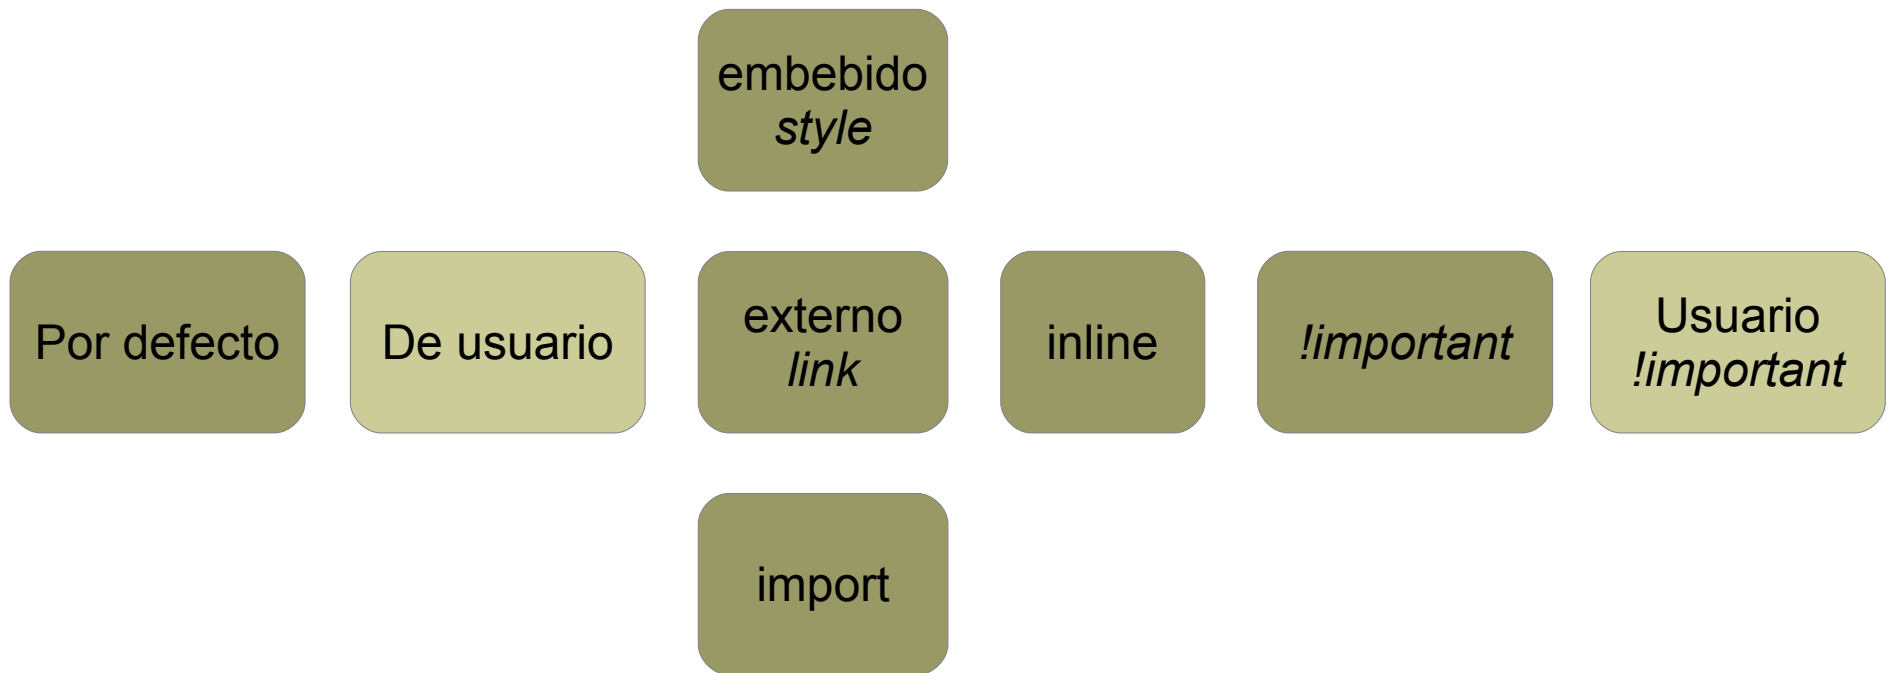 embebido
style
Por defecto
De usuario
externo
link
inline
!important
Usuario
!important
import